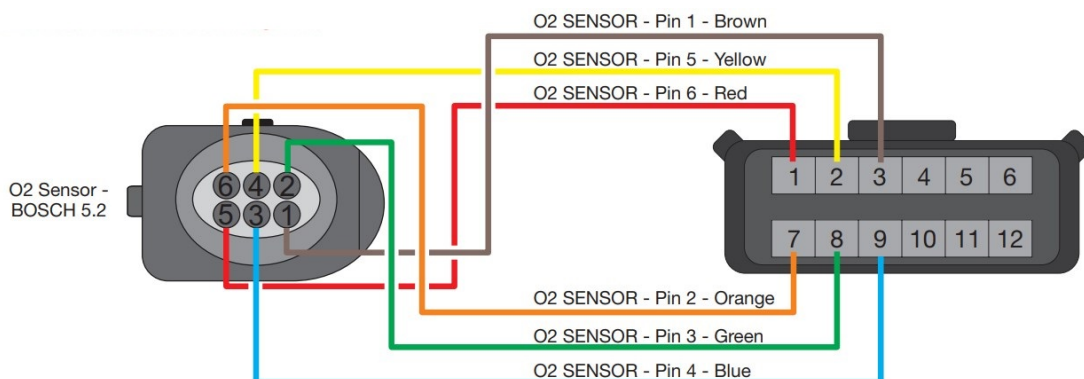 O2 SENSOR - Pin 1 - Brown
O2 SENSOR - Pin 5 - Yellow
O2 SENSOR - Pin 6 - Red
O2 Sensor -
BOSCH 5.2
6 4 2
5 3 1
1 2 3 4 5 6
7 8 9 10 11 12
O2 SENSOR - Pin 2 - Orange
O2 SENSOR - Pin 3 - Green
O2 SENSOR - Pin 4 - Blue